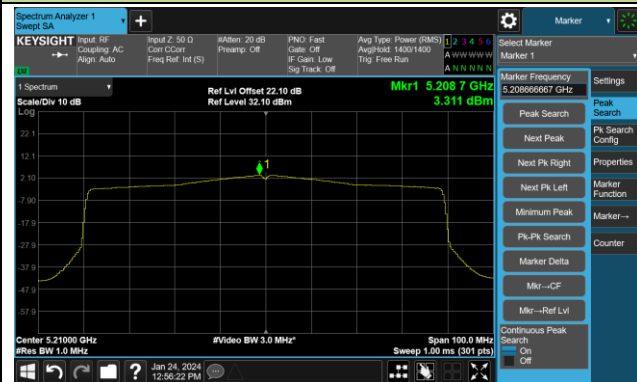 Spectrum Analyzer 1
Swept SA
Marker
KEYSIGHT
Input: RF
Coupling: AC
Align: Auto
Input Z: 50 Ω
Corr CCorr
Freq Ref: Int (S)
#Atten: 20 dB
Preamp: Off
PNO: Fast
Gate: Off
IF Gain: Low
Sig Track: Off
Avg Type: Power (RMS)
Avg|Hold: 1400/1400
Trig: Free Run
1 2 3 4 5 6
A W W W W W
A N N N N N
LXI
Select Marker
Marker 1
1 Spectrum
Scale/Div 10 dB
Log
Ref Lvl Offset 22.10 dB
Ref Level 32.10 dBm
Mkr1 5.208 7 GHz
3.311 dBm
Marker Frequency
5.208666667 GHz
Settings
Peak Search
Next Peak
Next Pk Right
Next Pk Left
Minimum Peak
Pk-Pk Search
Marker Delta
Mkr→CF
Mkr→Ref Lvl
Continuous Peak
Search
On
Off
Peak
Search
Pk Search
Config
Properties
Marker
Function
Marker→
Counter
22.1
12.1
2.10
-7.90
-17.9
-27.9
-37.9
-47.9
-57.9
1
Center 5.21000 GHz
#Res BW 1.0 MHz
#Video BW 3.0 MHz*
Span 100.0 MHz
Sweep 1.00 ms (301 pts)
Jan 24, 2024
12:56:22 PM